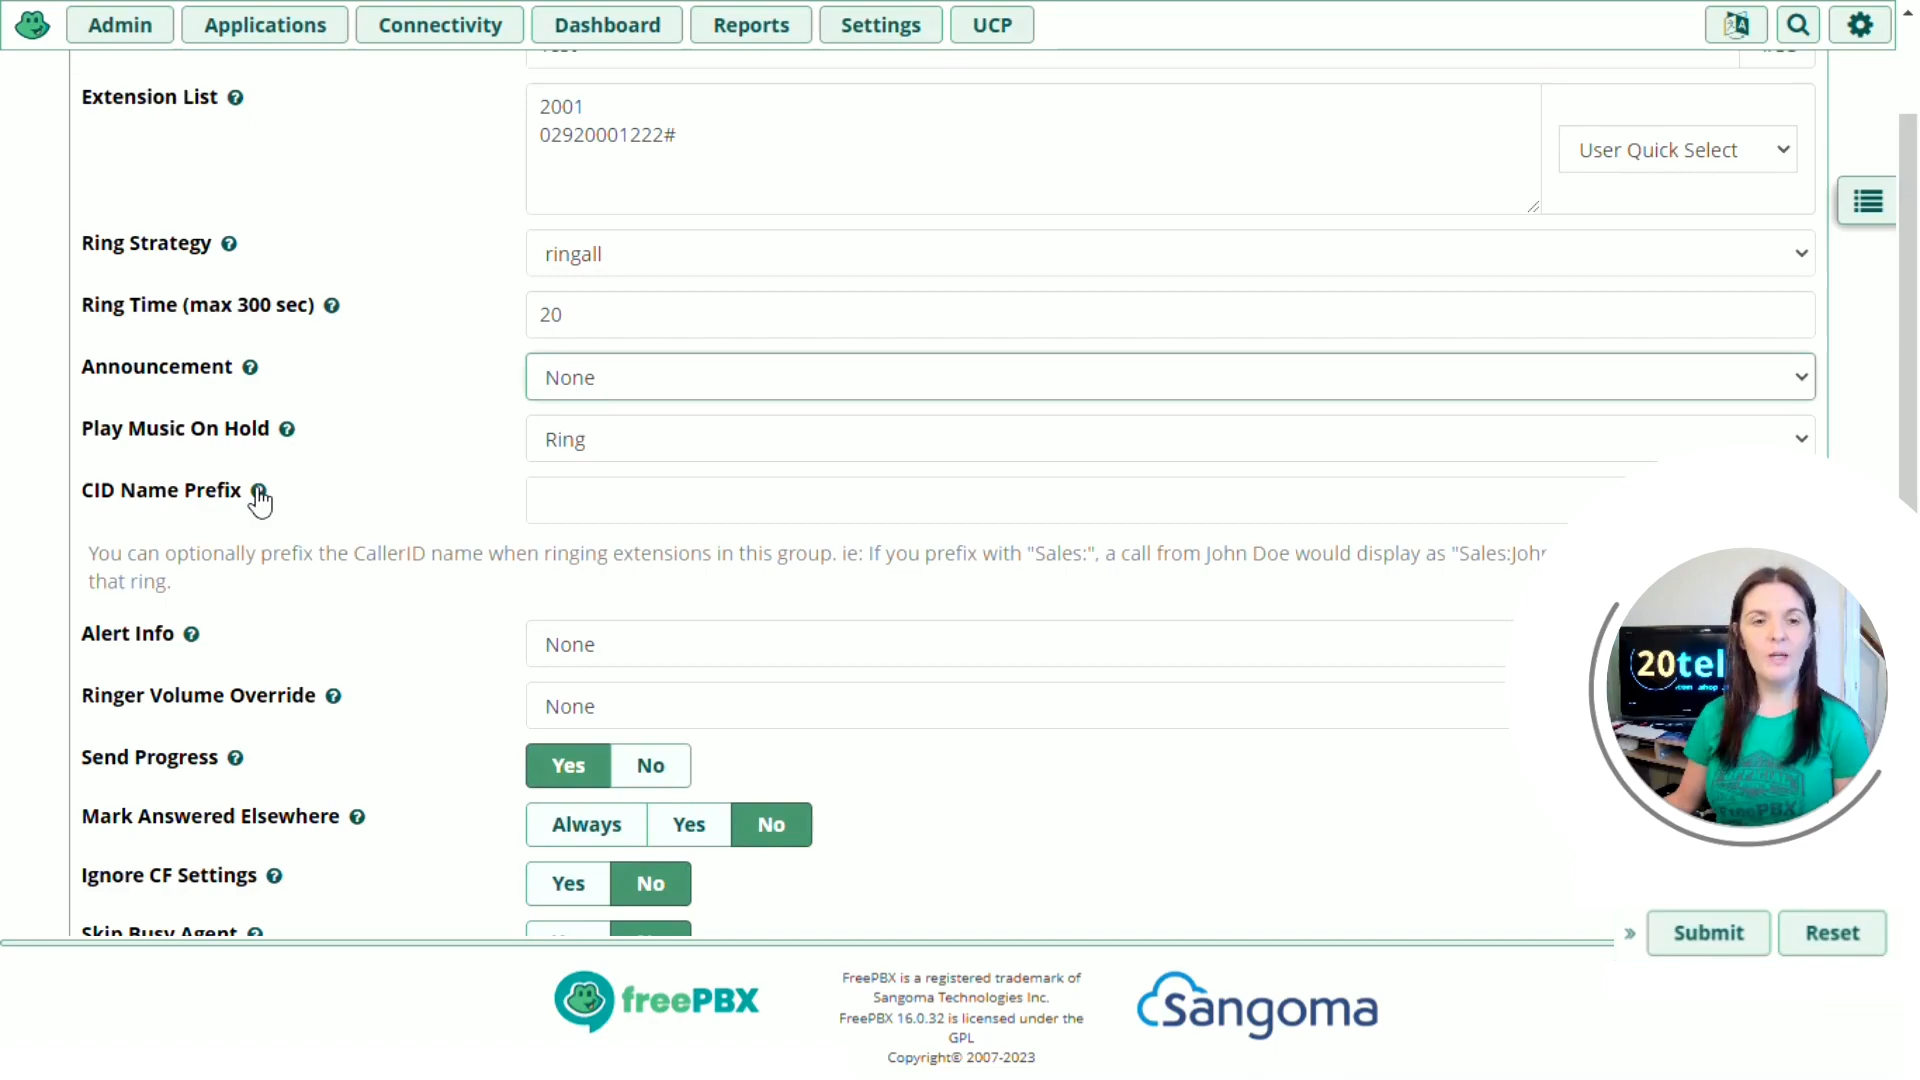 Admin
Applications
Connectivity
Dashboard
Reports
Settings
UCP
Extension List
2001
02920001222#
User Quick Select
Ring Strategy
ringall
Ring Time (max 300 sec)
20
Announcement
None
Play Music On Hold
Ring
CID Name Prefix
You can optionally prefix the CallerID name when ringing extensions in this group. ie: If you prefix with "Sales:", a call from John Doe would display as "Sales:John
that ring.
Alert Info
None
Ringer Volume Override
None
20tel
Send Progress
Yes No
Mark Answered Elsewhere
Always Yes No
FreePBX
Ignore CF Settings
Yes No
Skip Busy Agent
» Submit Reset
freePBX
FreePBX is a registered trademark of
Sangoma Technologies Inc.
FreePBX 16.0.32 is licensed under the
GPL
Copyright© 2007-2023
Sangoma